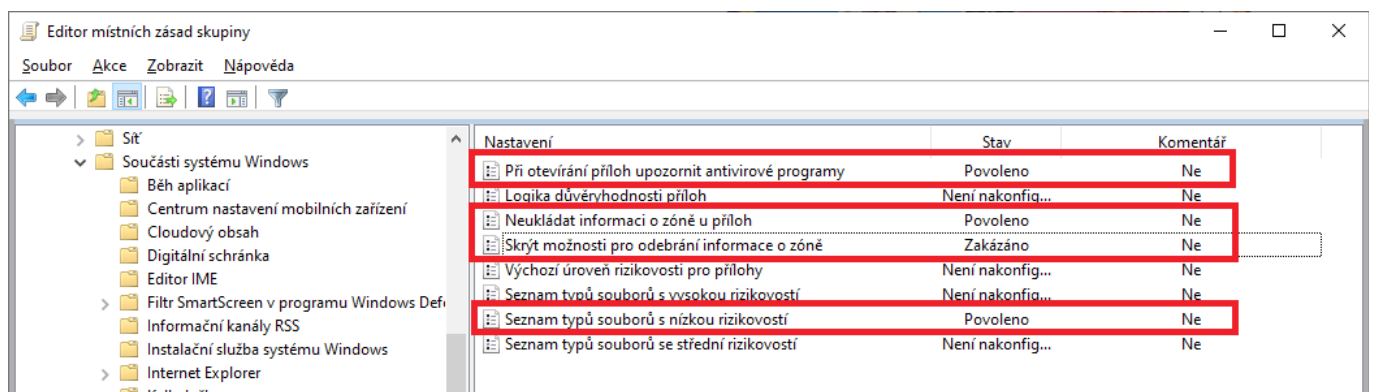 Editor místních zásad skupiny
Soubor Akce Zobrazit Nápověda
Síť
Součásti systému Windows
Běh aplikací
Centrum nastavení mobilních zařízení
Cloudový obsah
Digitální schránka
Editor IME
Filtr SmartScreen v programu Windows Defe
Informační kanály RSS
Instalační služba systému Windows
Internet Explorer
Nastavení Stav Komentář
Při otevírání příloh upozornit antivirové programy Povoleno Ne
Logika důvěryhodnosti příloh Není nakonfig... Ne
Neukládat informaci o zóně u příloh Povoleno Ne
Skrýt možnosti pro odebrání informace o zóně Zakázáno Ne
Výchozí úroveň rizikovosti pro přílohy Není nakonfig... Ne
Seznam typů souborů s vysokou rizikovostí Není nakonfig... Ne
Seznam typů souborů s nízkou rizikovostí Povoleno Ne
Seznam typů souborů se střední rizikovostí Není nakonfig... Ne